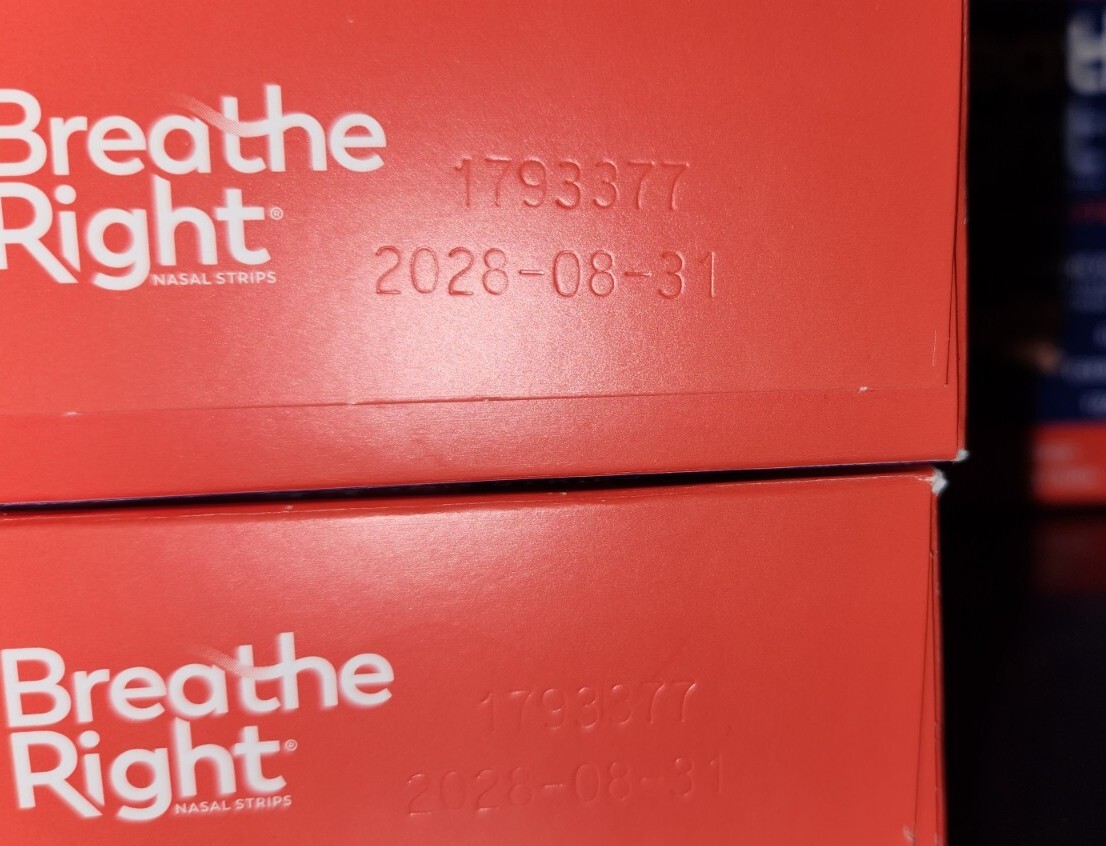 Breathe
Right®
NASAL STRIPS
1793377
2028-08-31
Breathe
Right®
NASAL STRIPS
1793377
2028-08-31